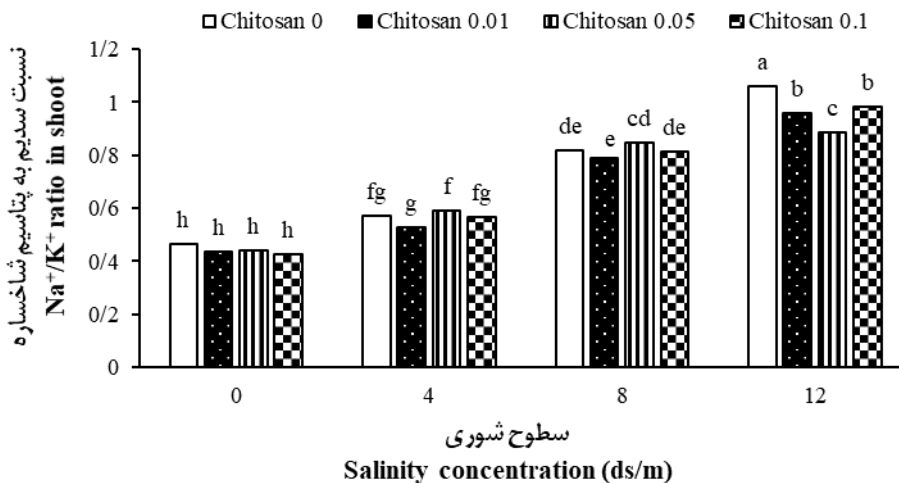 Chitosan 0 Chitosan 0.01 Chitosan 0.05 Chitosan 0.1
نسبت سدیم به پتاسیم شاخساره
Na⁺/K⁺ ratio in shoot
1/2
1
0/8
0/6
0/4
0/2
0
h h h h
fg g f fg
de e cd de
a b c b
0 4 8 12
سطوح شوری
Salinity concentration (ds/m)